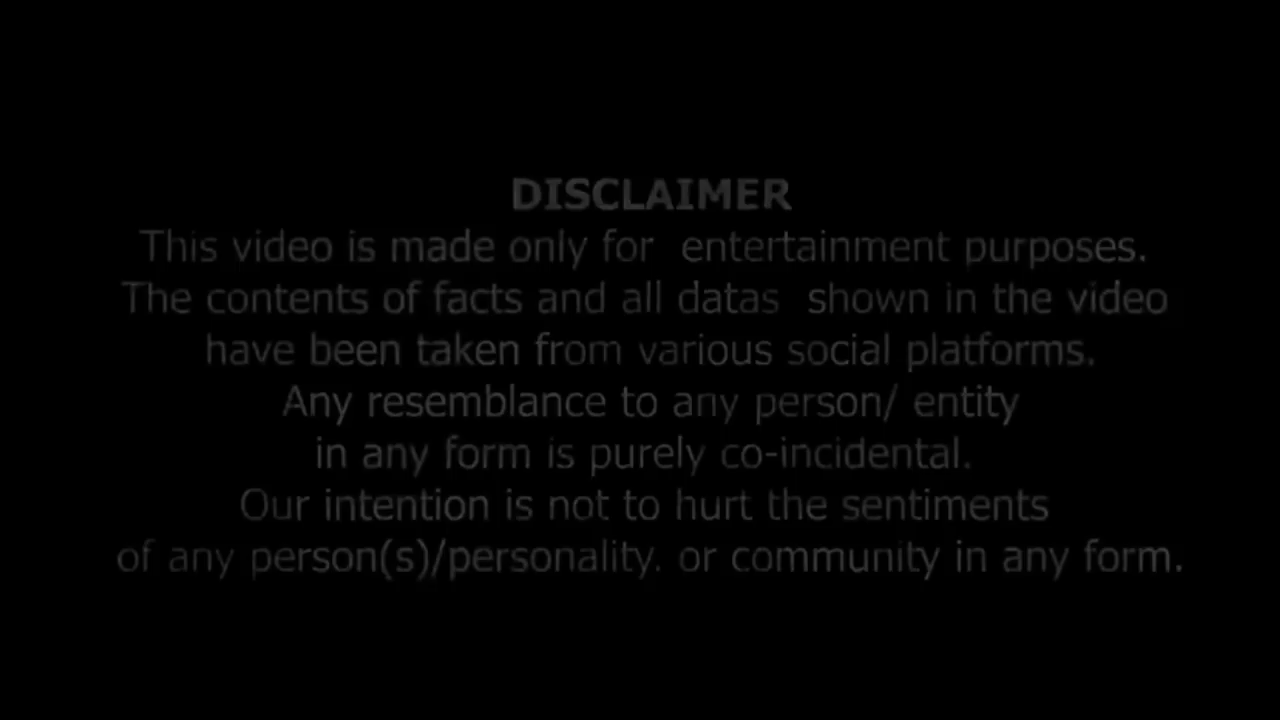 DISCLAIMER
This video is made only for entertainment purposes.
The contents of facts and all datas shown in the video
have been taken from various social platforms.
Any resemblance to any person/ entity
in any form is purely co-incidental.
Our intention is not to hurt the sentiments
of any person(s)/personality. or community in any form.